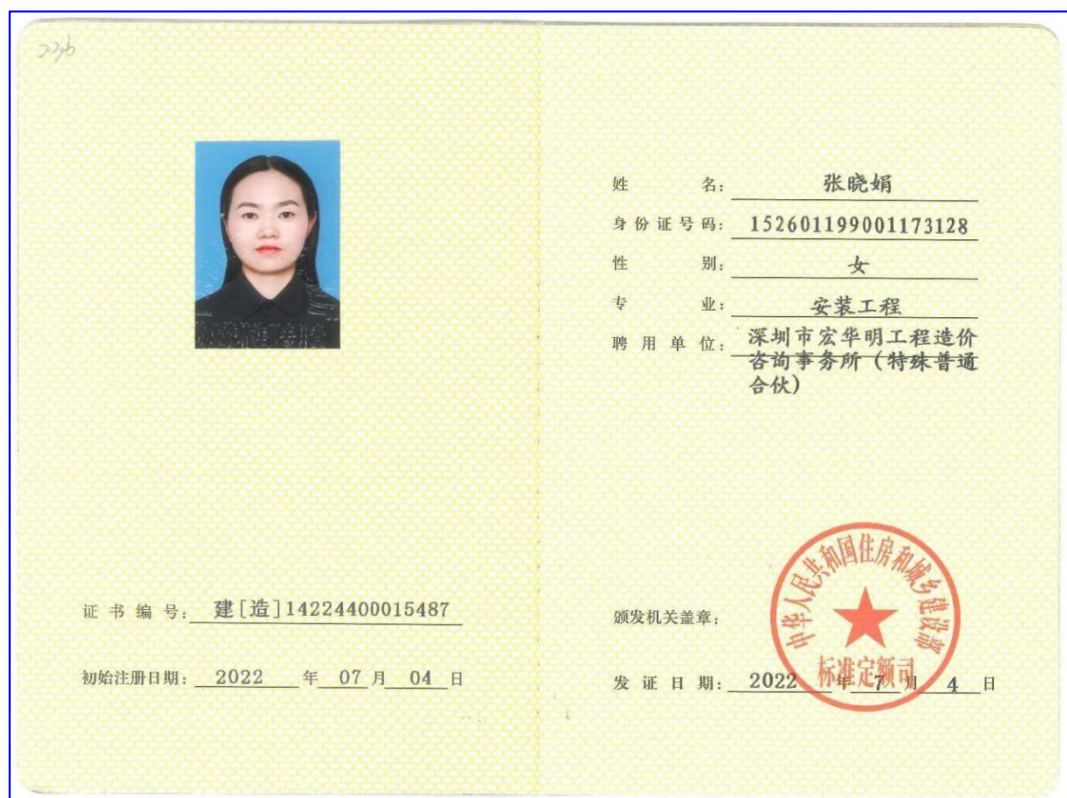 236
姓 名: 张晓娟
身份证号码: 152601199001173128
性 别: 女
专 业: 安装工程
聘用单位: 深圳市宏华明工程造价
咨询事务所（特殊普通
合伙）
证书编号: 建[造]14224400015487
初始注册日期: 2022 年 07 月 04 日
颁发机关盖章:
中华人民共和国住房和城乡建设部
标准定额司
发证日期: 2022 年 7 月 4 日